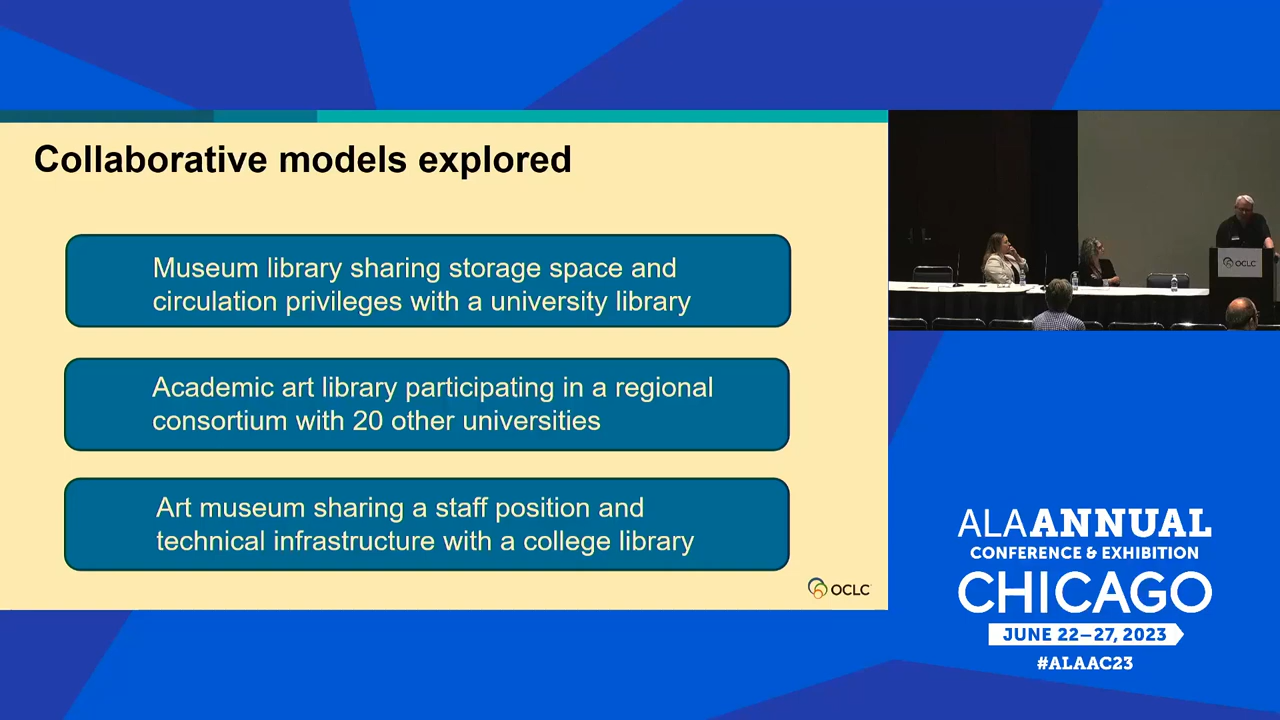 Collaborative models explored
Museum library sharing storage space and
circulation privileges with a university library
Academic art library participating in a regional
consortium with 20 other universities
Art museum sharing a staff position and
technical infrastructure with a college library
OCLC
OCLC
ALAANNUAL
CONFERENCE & EXHIBITION
CHICAGO
JUNE 22–27, 2023
#ALAAC23